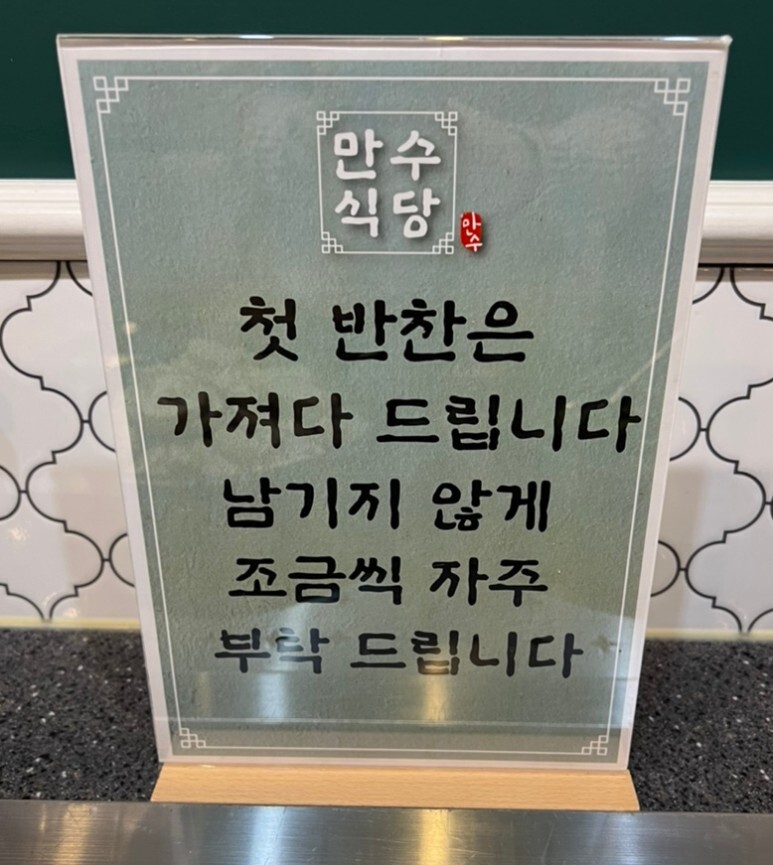 만수
식당
만수
첫 반찬은
가져다 드립니다
남기지 않게
조금씩 자주
부탁 드립니다